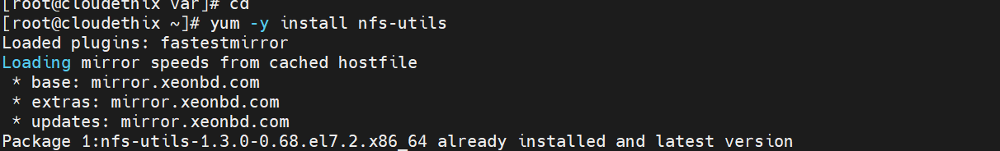 [root@cloudethix var]# cd
[root@cloudethix ~]# yum -y install nfs-utils
Loaded plugins: fastestmirror
Loading mirror speeds from cached hostfile
 * base: mirror.xeonbd.com
 * extras: mirror.xeonbd.com
 * updates: mirror.xeonbd.com
Package 1:nfs-utils-1.3.0-0.68.el7.2.x86_64 already installed and latest version